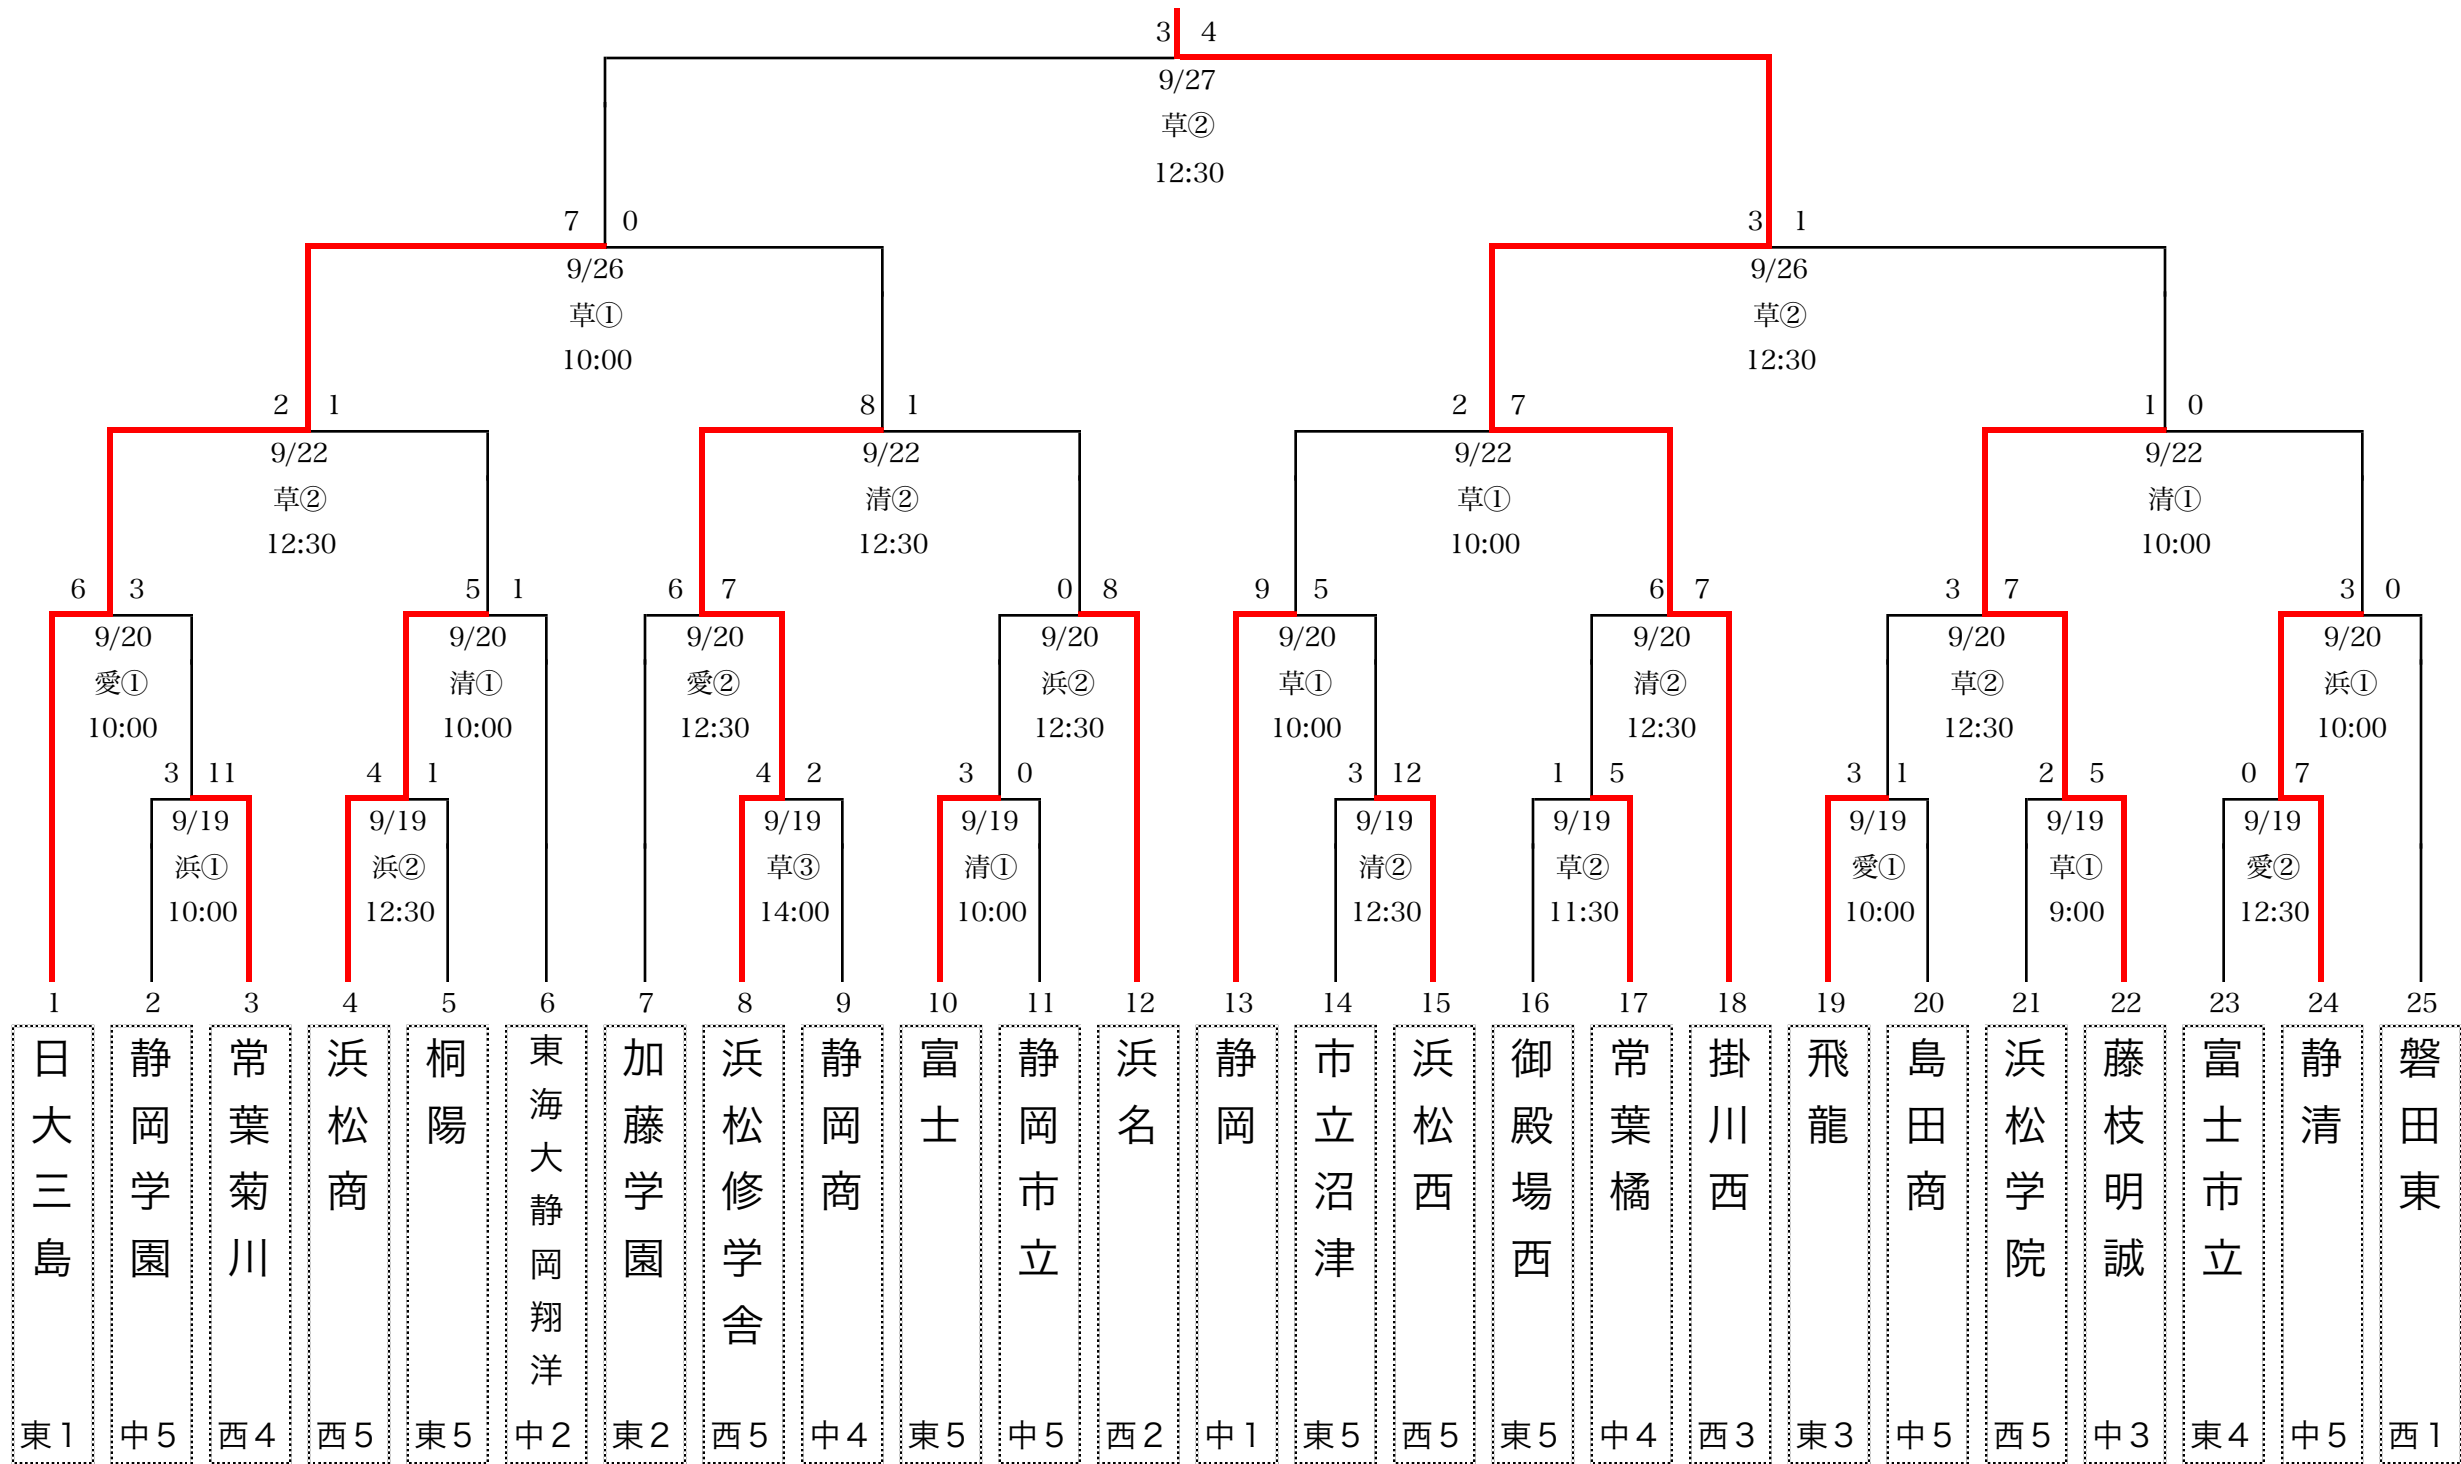 3 4
9/27
草②
12:30
7 0
3 1
9/26
9/26
草①
草②
10:00
12:30
2 1
8 1
2 7
1 0
9/22
9/22
9/22
9/22
草②
清②
草①
清①
12:30
12:30
10:00
10:00
6 3
5 1
6 7
0 8
9 5
6 7
3 7
3 0
9/20
9/20
9/20
9/20
9/20
9/20
9/20
9/20
愛①
清①
愛②
浜②
草①
清②
草②
浜①
10:00
10:00
12:30
12:30
10:00
12:30
12:30
10:00
3 11
4 1
4 2
3 0
3 12
1 5
3 1
2 5
0 7
9/19
9/19
9/19
9/19
9/19
9/19
9/19
9/19
9/19
浜①
浜②
草③
清①
清②
草②
愛①
草①
愛②
10:00
12:30
14:00
10:00
12:30
11:30
10:00
9:00
12:30
1
2
3
4
5
6
7
8
9
10
11
12
13
14
15
16
17
18
19
20
21
22
23
24
25
日大三島
静岡学園
常葉菊川
浜松商
桐陽
東海大静岡翔洋
加藤学園
浜松修学舎
静岡商
富士
静岡市立
浜名
静岡
市立沼津
浜松西
御殿場西
常葉橘
掛川西
飛龍
島田商
浜松学院
藤枝明誠
富士市立
静清
磐田東
東1
中5
西4
西5
東5
中2
東2
西5
中4
東5
中5
西2
中1
東5
西5
東5
中4
西3
東3
中5
西5
中3
東4
中5
西1